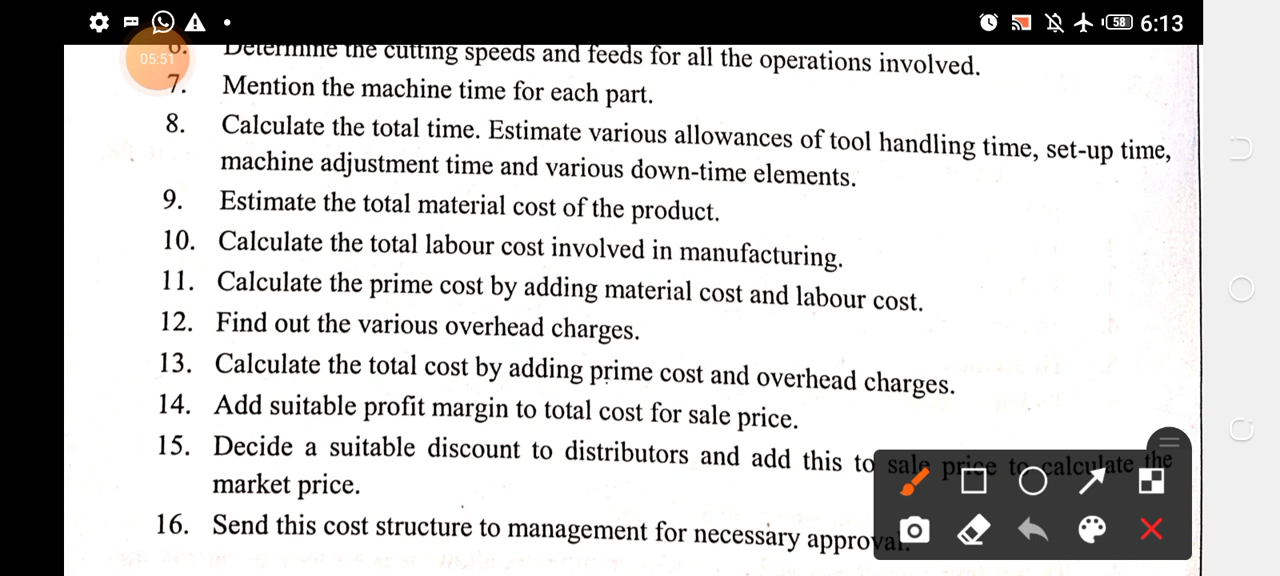 58 6:13
05:51
6. Determine the cutting speeds and feeds for all the operations involved.
7. Mention the machine time for each part.
8. Calculate the total time. Estimate various allowances of tool handling time, set-up time,
machine adjustment time and various down-time elements.
9. Estimate the total material cost of the product.
10. Calculate the total labour cost involved in manufacturing.
11. Calculate the prime cost by adding material cost and labour cost.
12. Find out the various overhead charges.
13. Calculate the total cost by adding prime cost and overhead charges.
14. Add suitable profit margin to total cost for sale price.
15. Decide a suitable discount to distributors and add this to sale price to calculate the
market price.
16. Send this cost structure to management for necessary approval.